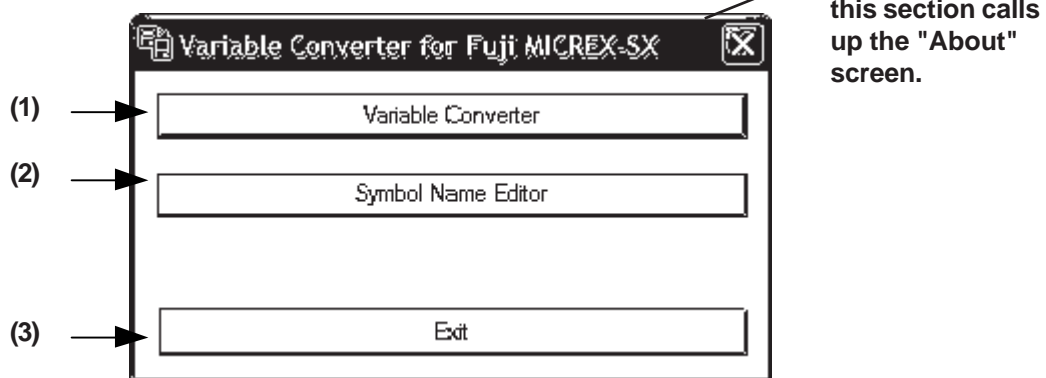 this section calls
up the "About"
screen.
Variable Converter for Fuji MICREX-SX
(1)
Variable Converter
(2)
Symbol Name Editor
(3)
Exit